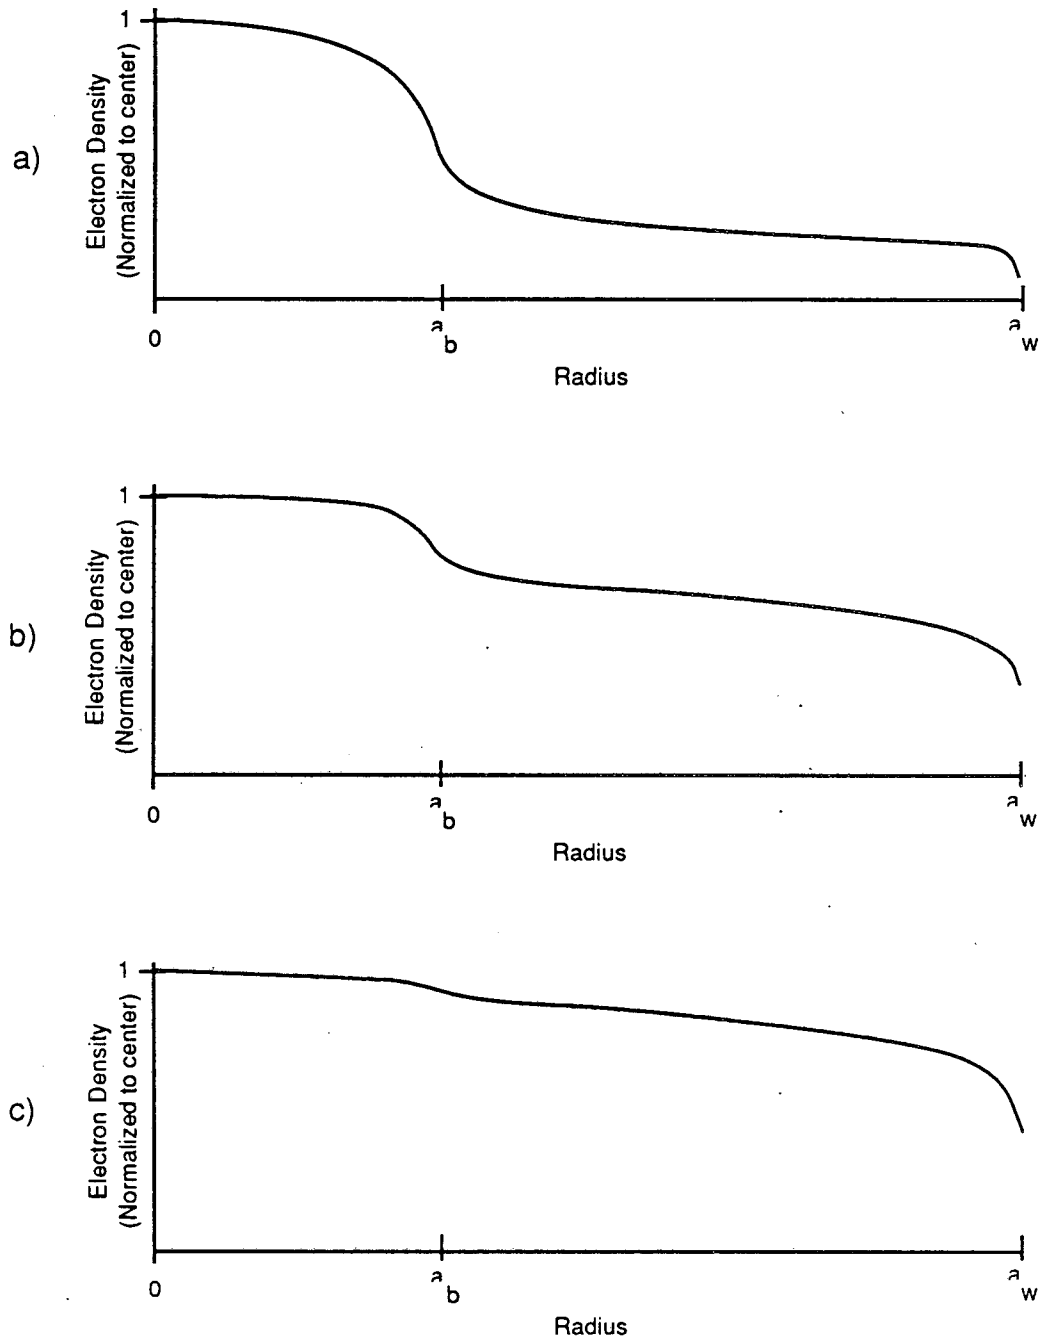 a)
Electron Density
(Normalized to center)
1
0
a b
a w
Radius
b)
Electron Density
(Normalized to center)
1
0
a b
a w
Radius
c)
Electron Density
(Normalized to center)
1
0
a b
a w
Radius